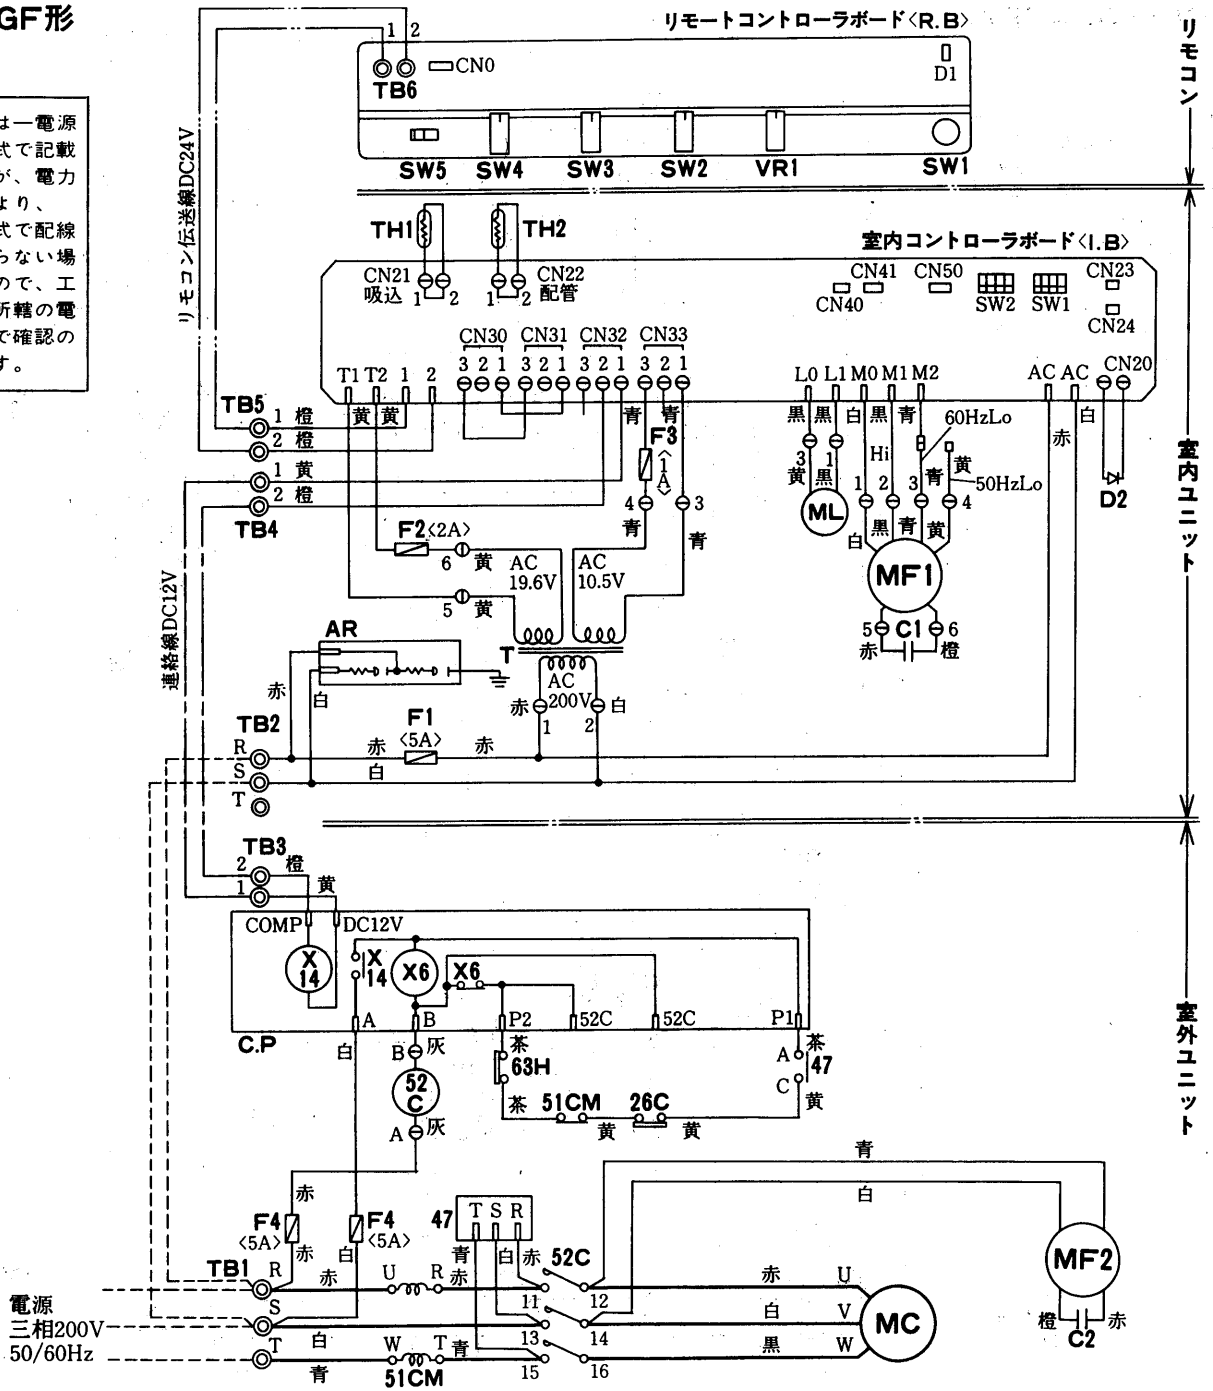 GF形
は一電源
式で記載
が、電力
より、
式で配線
らない場
ので、工
所轄の電
で確認の
す。
リモートコントローラボード〈R.B〉
1 2
CN0
TB6
D1
SW5 SW4 SW3 SW2 VR1 SW1
リモコン
リモコン伝送線DC24V
TH1 TH2
室内コントローラボード〈I.B〉
CN21 吸込 1 2
CN22 配管 1 2
CN41 CN50 CN23
CN40 SW2 SW1
CN24
CN30 CN31 CN32 CN33
3 2 1 3 2 1 3 2 1 3 2 1
CN20
T1 T2 1 2
L0 L1 M0 M1 M2
AC AC
TB5
1 橙 黄 黄
2 橙
1 黄
2 橙
TB4
青 青
F3 〈1A〉
4 3
青 青
黒 黒 白 黒 青
60HzLo
赤 白
3 1
黄 黒
Hi
青 黄
50HzLo
D2
1 2 3 4
ML
白 黒 青 黄
MF1
5 C1 6
赤 橙
室内ユニット
F2〈2A〉
6 黄
5 黄
AC 19.6V
AC 10.5V
連絡線DC12V
AR
T
AC 200V
赤 白
1 2
赤 白
TB2
F1
〈5A〉
R 赤 赤
S 白
T
TB3
2 橙
1 黄
COMP DC12V
X 14
X 14
X6
X6
A B P2 52C 52C P1
C.P
白
B 灰
52 C
A 灰
茶
63H
茶
51CM 26C
黄 黄
茶
A 47
C
黄
室外ユニット
青
白
赤
F4 〈5A〉
赤
F4 〈5A〉
白
47 T S R
青 白 赤
52C
TB1
R 赤 U R 赤
11 12
赤 U
S 白
13 14
白 V
T 青 W T 青
51CM
15 16
黒 W
MC
MF2
橙 赤
C2
電源
三相200V
50/60Hz